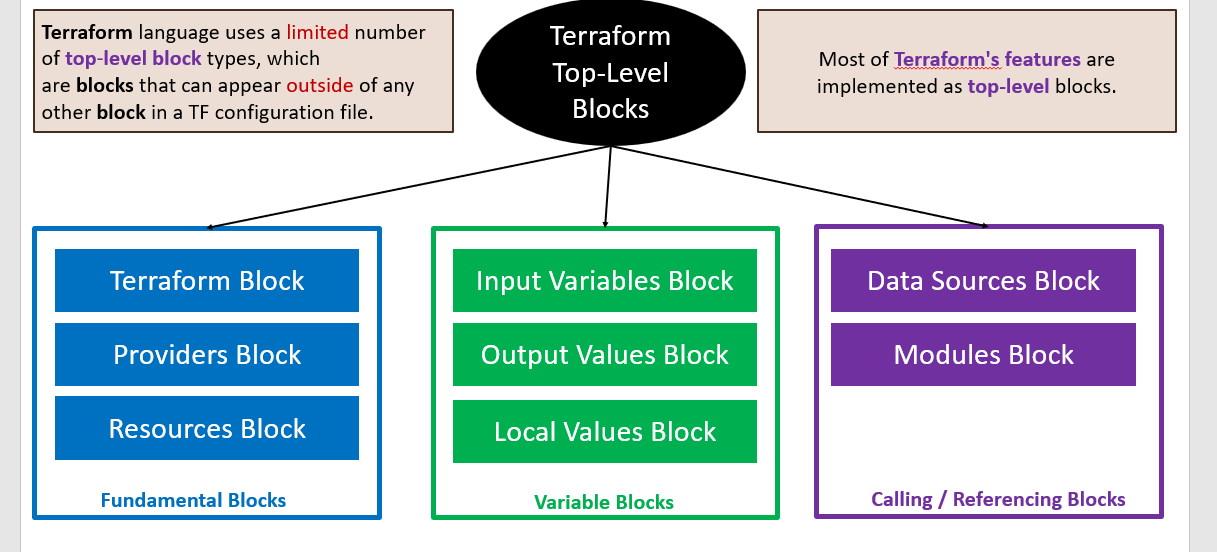 Terraform language uses a limited number
of top-level block types, which
are blocks that can appear outside of any
other block in a TF configuration file.
Terraform
Top-Level
Blocks
Most of Terraform's features are
implemented as top-level blocks.
Terraform Block
Providers Block
Resources Block
Fundamental Blocks
Input Variables Block
Output Values Block
Local Values Block
Variable Blocks
Data Sources Block
Modules Block
Calling / Referencing Blocks